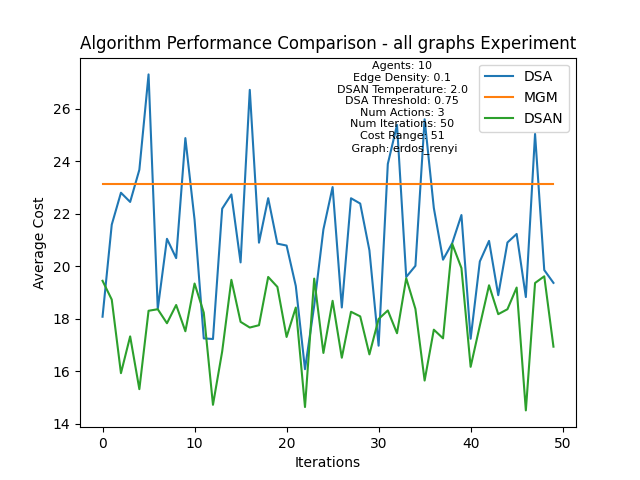 Algorithm Performance Comparison - all graphs Experiment
Agents: 10
Edge Density: 0.1
DSAN Temperature: 2.0
DSA Threshold: 0.75
Num Actions: 3
Num Iterations: 50
Cost Range: 51
Graph: erdos_renyi
DSA
MGM
DSAN
Average Cost
26
24
22
20
18
16
14
0
10
20
30
40
50
Iterations